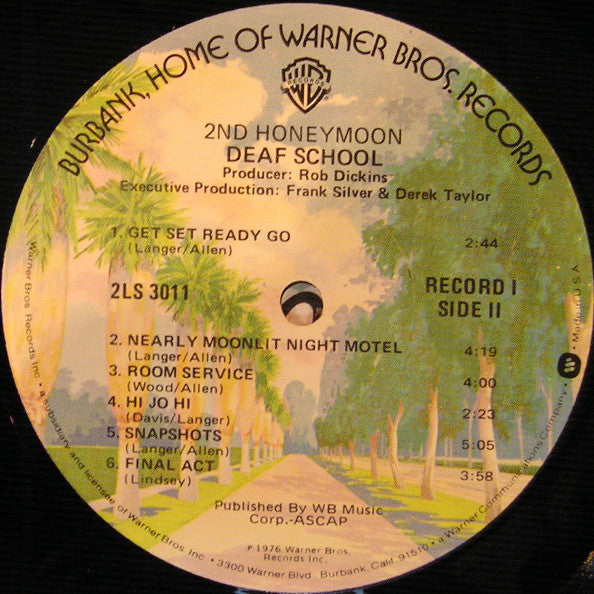 BURBANK, HOME OF WARNER BROS. RECORDS
WB
RECORDS
2ND HONEYMOON
DEAF SCHOOL
Producer: Rob Dickins
Executive Production: Frank Silver & Derek Taylor
1. GET SET READY GO 2:44
(Langer/Allen)
2LS 3011
RECORD I
SIDE II
2. NEARLY MOONLIT NIGHT MOTEL 4:19
(Langer/Allen)
3. ROOM SERVICE 4:00
(Wood/Allen)
4. HI JO HI 2:23
(Davis/Langer)
5. SNAPSHOTS 5:05
(Langer/Allen)
6. FINAL ACT 3:58
(Lindsey)
Published By WB Music
Corp.-ASCAP
℗ 1976 Warner Bros.
Records Inc.
Warner Bros. Records Inc. • a subsidiary and licensee of Warner Bros. Inc. • 3300 Warner Blvd., Burbank, Calif. 91510 • a Warner Communications Company • Made in U.S.A.